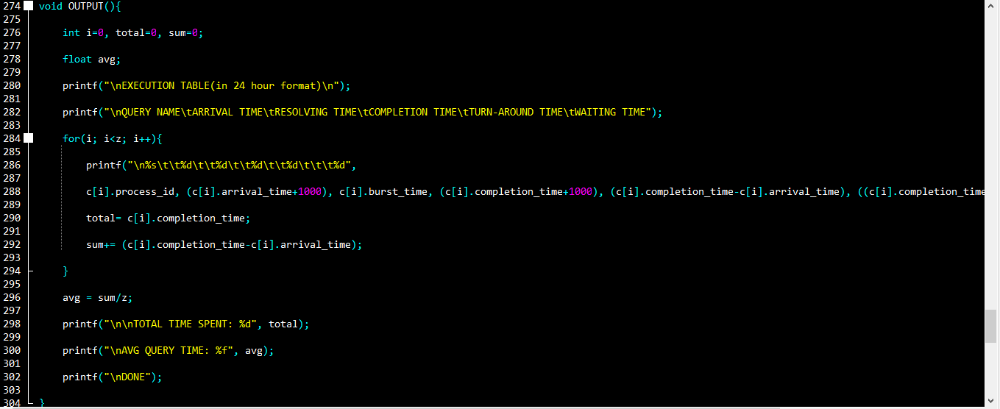 274 void OUTPUT(){
275
276 int i=0, total=0, sum=0;
277
278 float avg;
279
280 printf("\nEXECUTION TABLE(in 24 hour format)\n");
281
282 printf("\nQUERY NAME\tARRIVAL TIME\tRESOLVING TIME\tCOMPLETION TIME\tTURN-AROUND TIME\tWAITING TIME");
283
284 for(i; i<z; i++){
285
286 printf("\n%s\t\t%d\t\t%d\t\t%d\t\t%d\t\t\t%d",
287
288 c[i].process_id, (c[i].arrival_time+1000), c[i].burst_time, (c[i].completion_time+1000), (c[i].completion_time-c[i].arrival_time), ((c[i].completion_time
289
290 total= c[i].completion_time;
291
292 sum+= (c[i].completion_time-c[i].arrival_time);
293
294 }
295
296 avg = sum/z;
297
298 printf("\n\nTOTAL TIME SPENT: %d", total);
299
300 printf("\nAVG QUERY TIME: %f", avg);
301
302 printf("\nDONE");
303
304 }